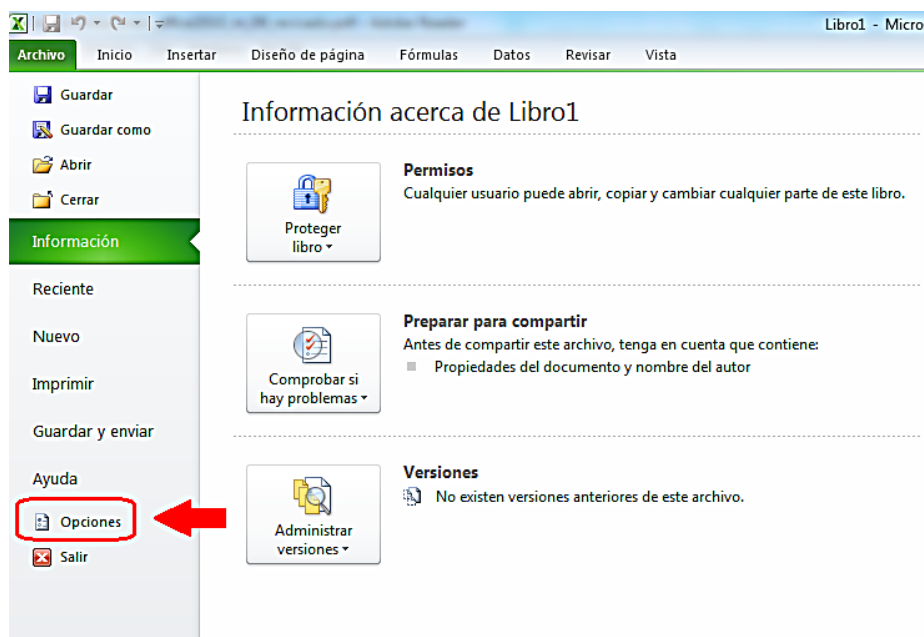 Libro1 - Micro
Archivo Inicio Insertar Diseño de página Fórmulas Datos Revisar Vista
Guardar
Guardar como
Abrir
Cerrar
Información
Reciente
Nuevo
Imprimir
Guardar y enviar
Ayuda
Opciones
Salir
Información acerca de Libro1
Proteger
libro
Permisos
Cualquier usuario puede abrir, copiar y cambiar cualquier parte de este libro.
Comprobar si
hay problemas
Preparar para compartir
Antes de compartir este archivo, tenga en cuenta que contiene:
Propiedades del documento y nombre del autor
Administrar
versiones
Versiones
No existen versiones anteriores de este archivo.